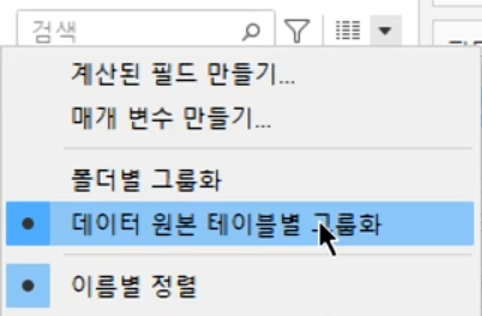 검색
계산된 필드 만들기...
매개 변수 만들기...
폴더별 그룹화
데이터 원본 테이블별 그룹화
이름별 정렬